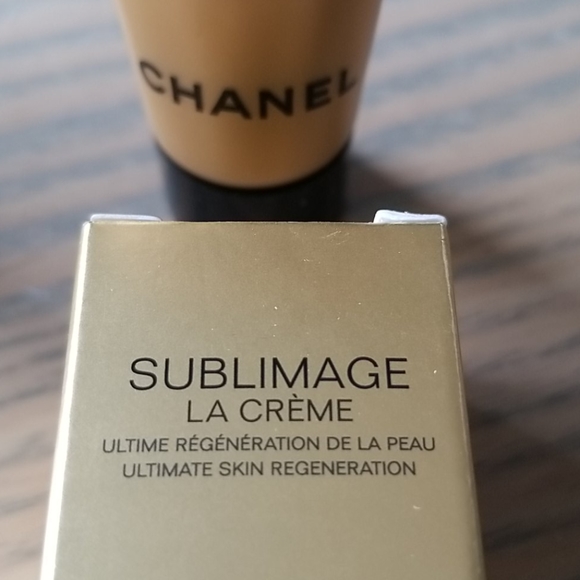 CHANEL
SUBLIMAGE
LA CRÈME
ULTIME RÉGÉNÉRATION DE LA PEAU
ULTIMATE SKIN REGENERATION